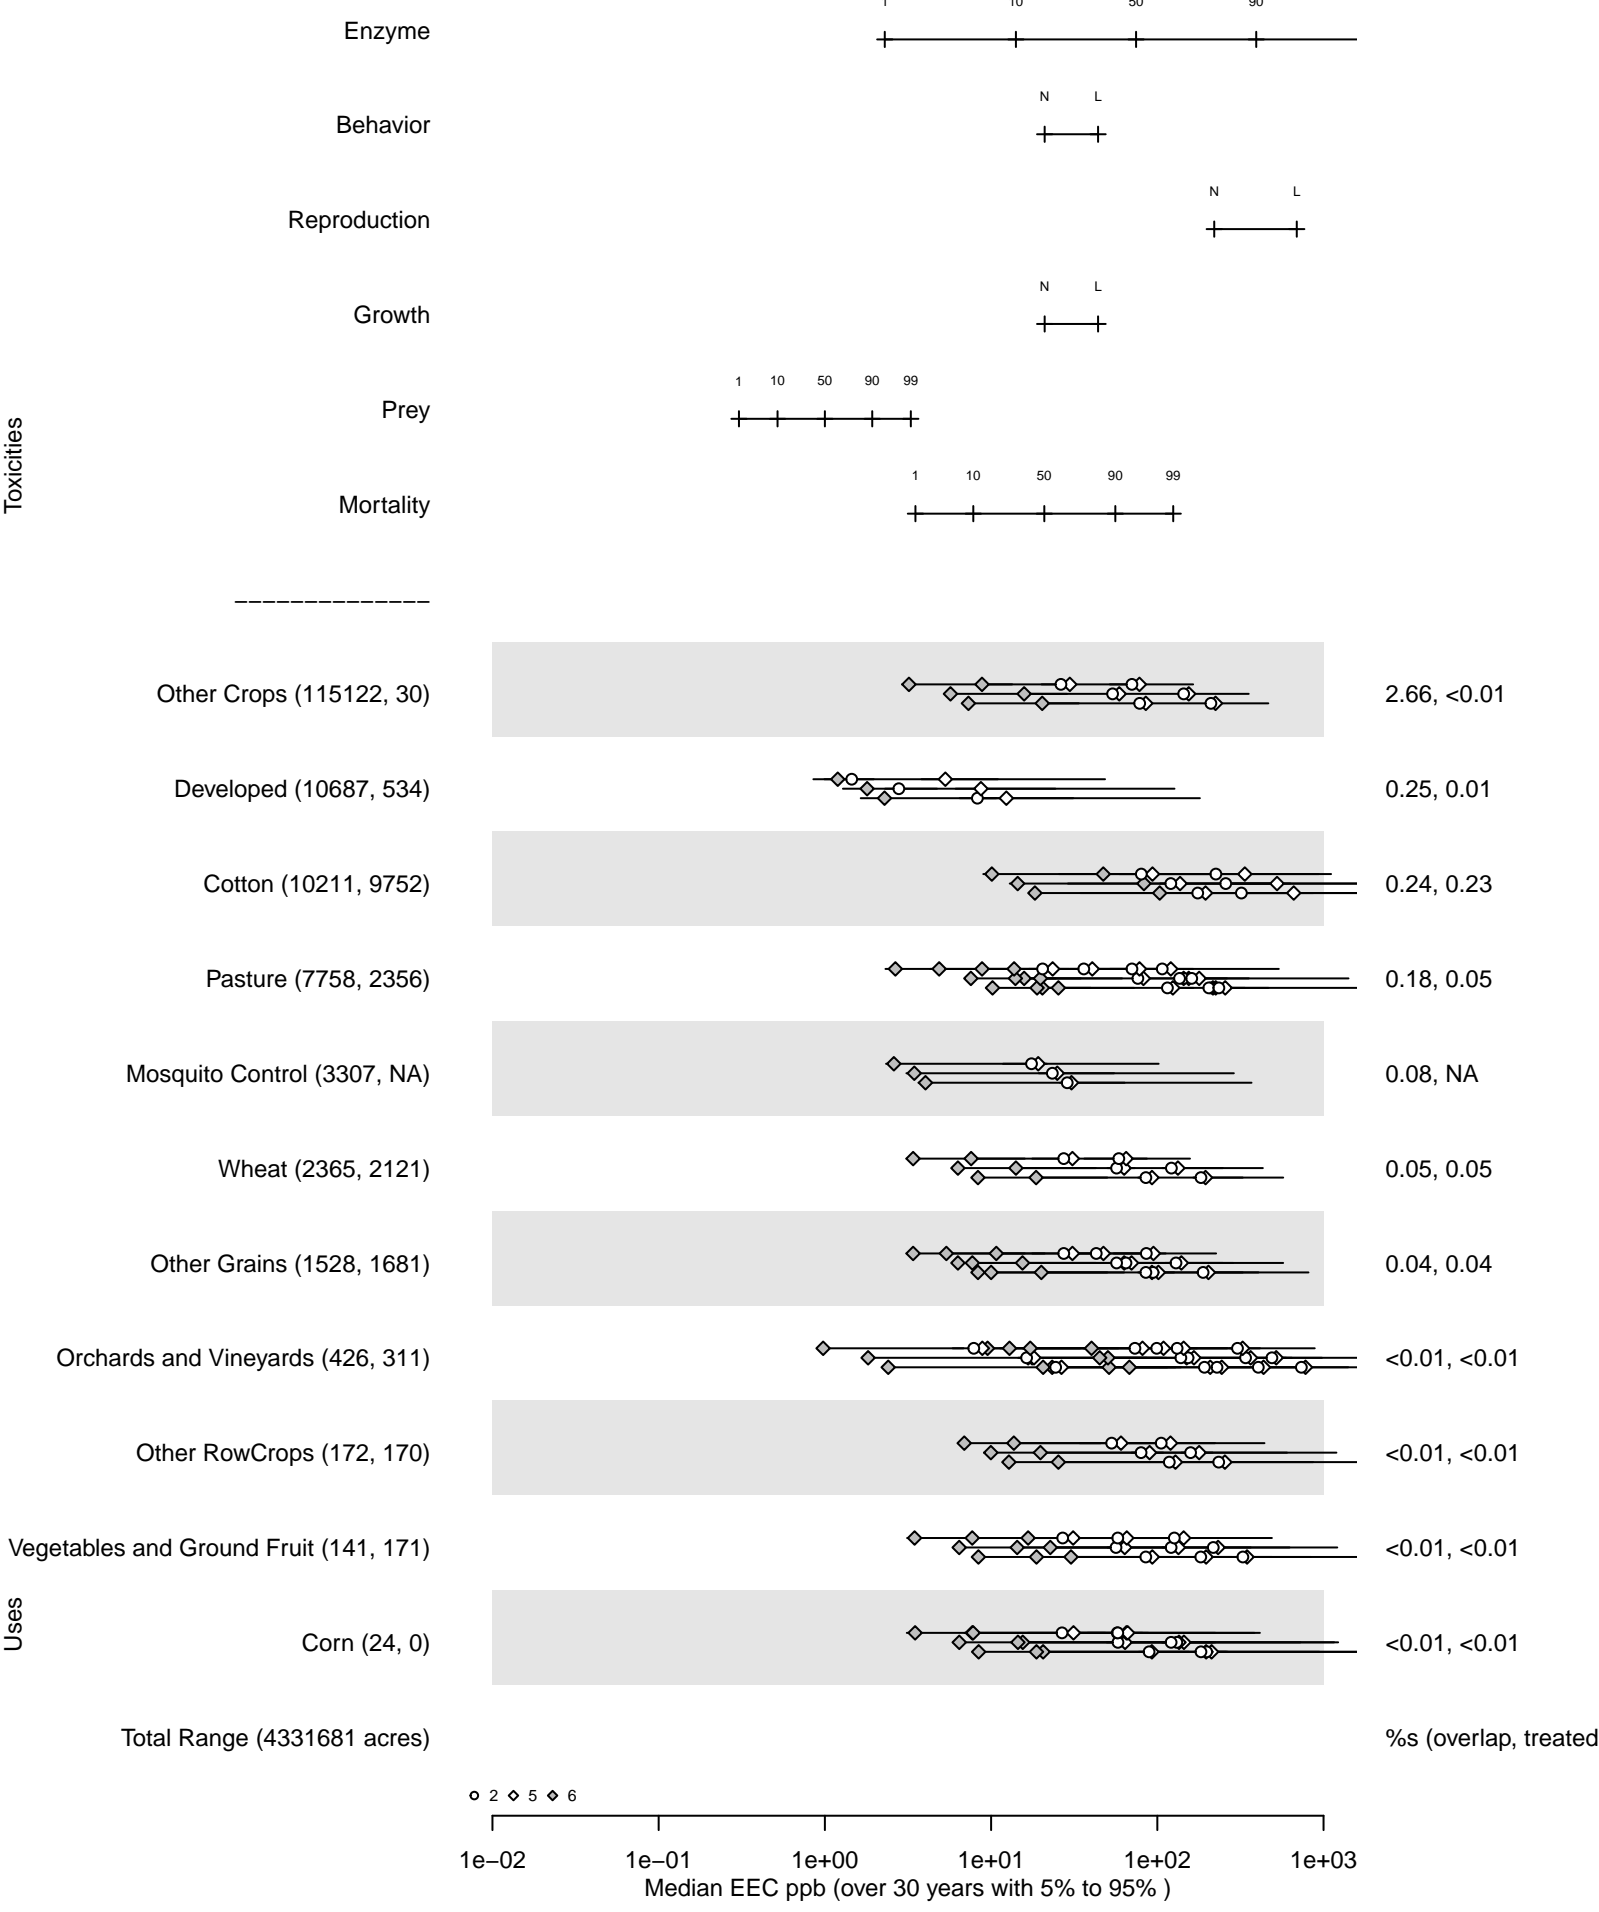 1 10 50 90
Enzyme
N L
Behavior
N L
Reproduction
N L
Growth
1 10 50 90 99
Prey
1 10 50 90 99
Mortality
Toxicities
−−−−−−−−−−−−−−
Other Crops (115122, 30) 2.66, <0.01
Developed (10687, 534) 0.25, 0.01
Cotton (10211, 9752) 0.24, 0.23
Pasture (7758, 2356) 0.18, 0.05
Mosquito Control (3307, NA) 0.08, NA
Wheat (2365, 2121) 0.05, 0.05
Other Grains (1528, 1681) 0.04, 0.04
Orchards and Vineyards (426, 311) <0.01, <0.01
Other RowCrops (172, 170) <0.01, <0.01
Vegetables and Ground Fruit (141, 171) <0.01, <0.01
Uses
Corn (24, 0) <0.01, <0.01
Total Range (4331681 acres) %s (overlap, treated
2 5 6
1e−02 1e−01 1e+00 1e+01 1e+02 1e+03
Median EEC ppb (over 30 years with 5% to 95% )